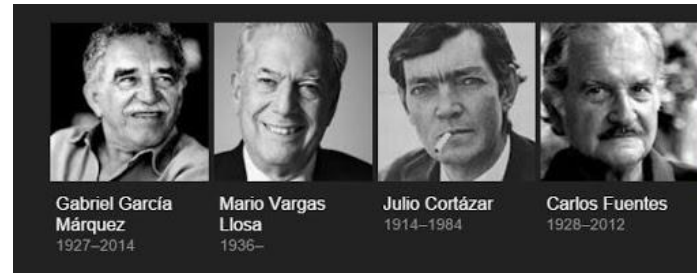 Gabriel García
Márquez
1927–2014
Mario Vargas
Llosa
1936–
Julio Cortázar
1914–1984
Carlos Fuentes
1928–2012